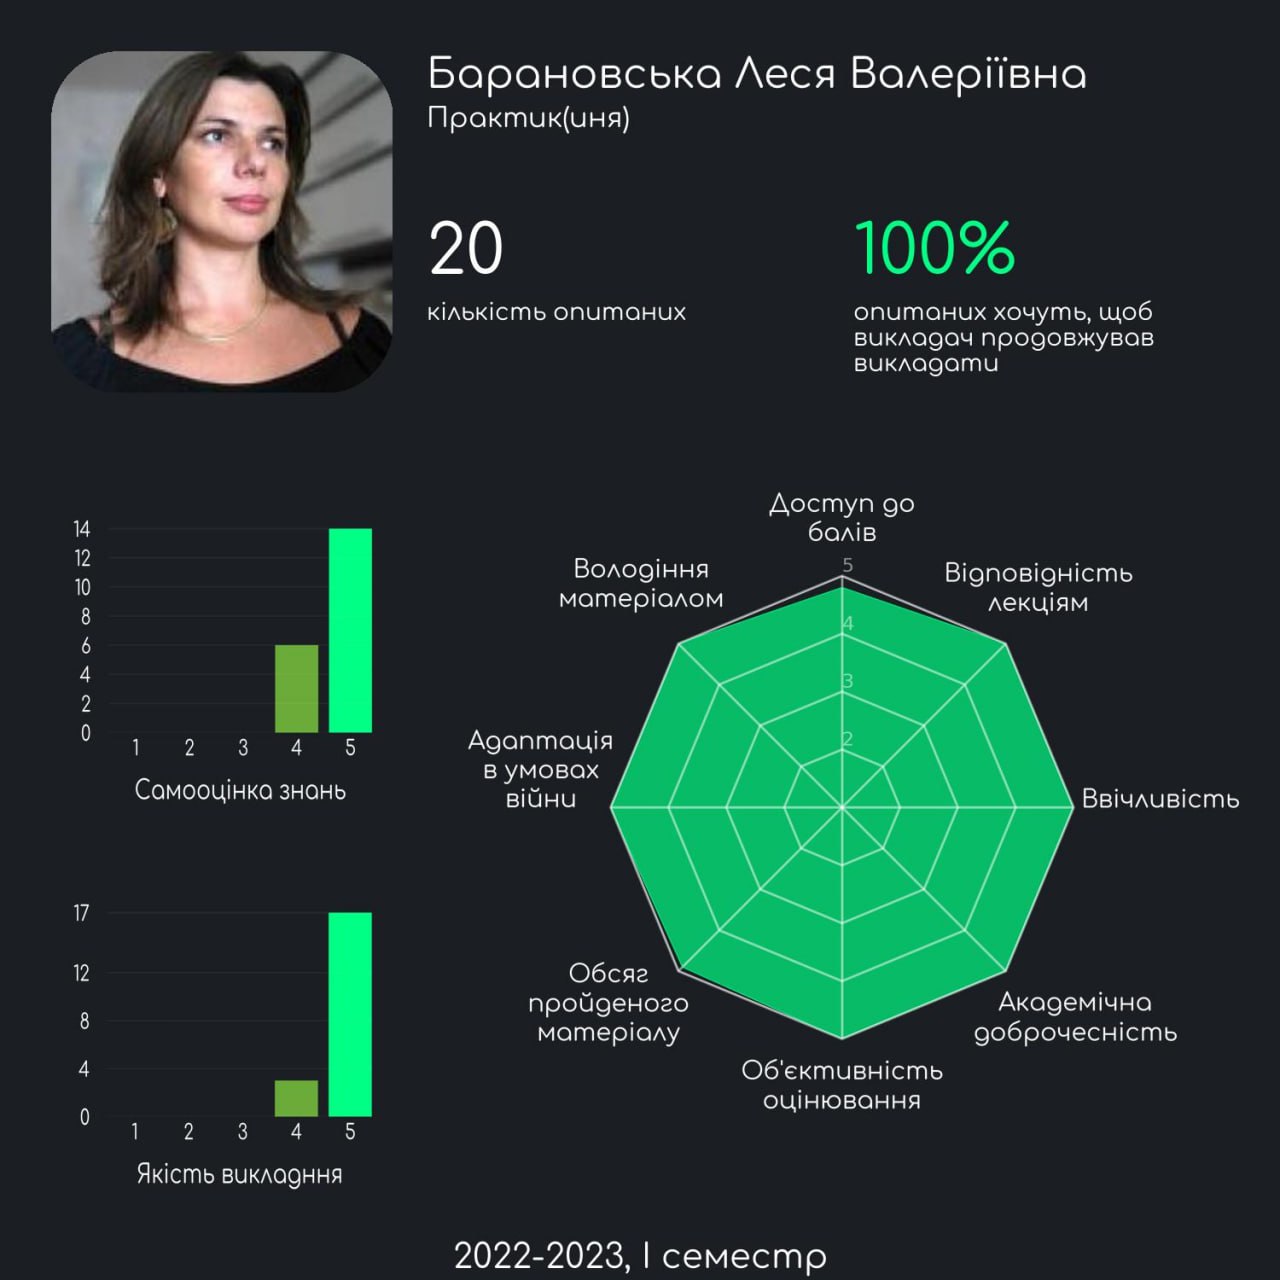 Барановська Леся Валеріївна
Практик(иня)
20
кількість опитаних
100%
опитаних хочуть, щоб
викладач продовжував
викладати
14
12
10
8
6
4
2
0
1 2 3 4 5
Самооцінка знань
17
12
8
4
0
1 2 3 4 5
Якість викладння
Доступ до
балів
Відповідність
лекціям
Ввічливість
Академічна
доброчесність
Об'єктивність
оцінювання
Обсяг
пройденого
матеріалу
Адаптація
в умовах
війни
Володіння
матеріалом
5
4
3
2
2022-2023, I семестр